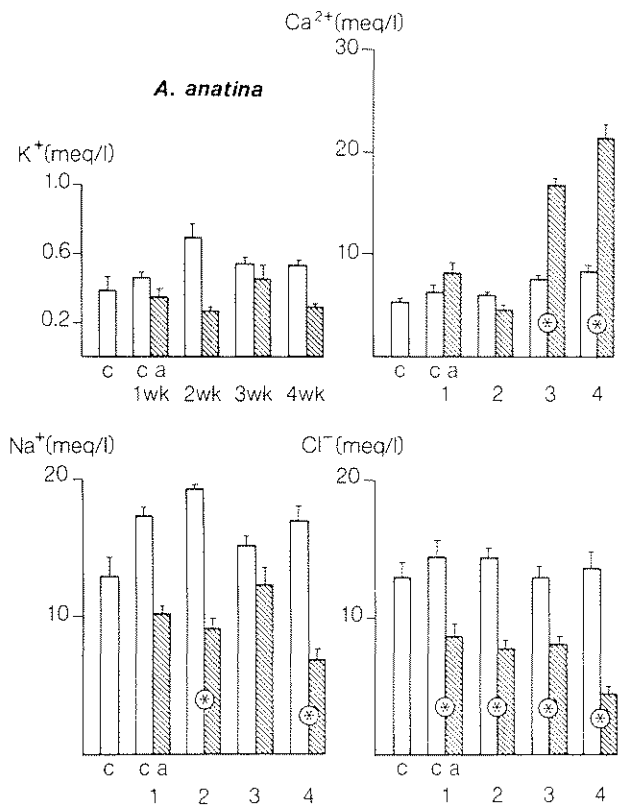 Ca²⁺(meq/l)
30
20
10
c
c a
1
2
3
4
A. anatina
K⁺(meq/l)
1.0
0.6
0.2
c
c a
1wk
2wk
3wk
4wk
Na⁺(meq/l)
20
10
c
c a
1
2
3
4
Cl⁻(meq/l)
20
10
c
c a
1
2
3
4